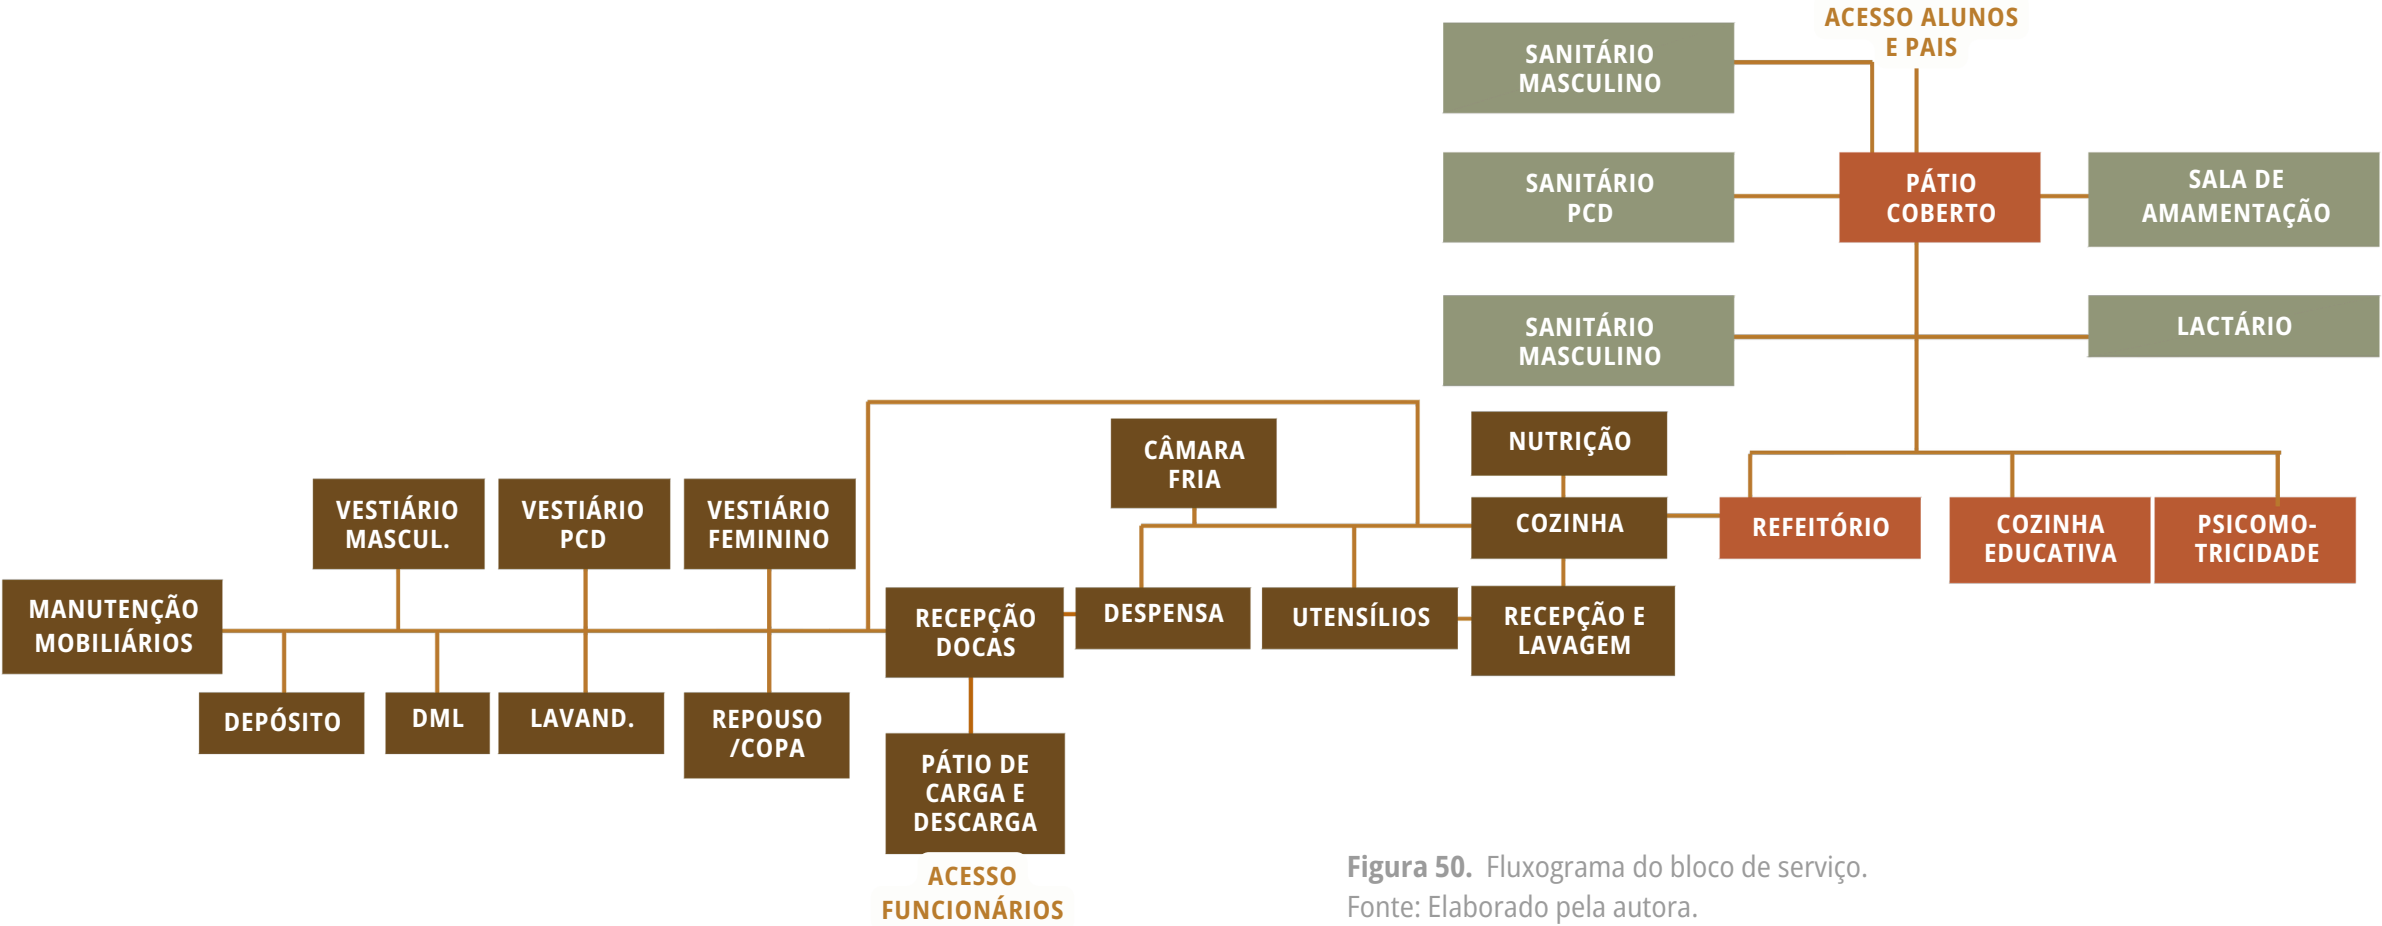 ACESSO ALUNOS
E PAIS
SANITÁRIO
MASCULINO
SANITÁRIO
PCD
PÁTIO
COBERTO
SALA DE
AMAMENTAÇÃO
SANITÁRIO
MASCULINO
LACTÁRIO
NUTRIÇÃO
CÂMARA
FRIA
COZINHA
REFEITÓRIO
COZINHA
EDUCATIVA
PSICOMO-
TRICIDADE
VESTIÁRIO
MASCUL.
VESTIÁRIO
PCD
VESTIÁRIO
FEMININO
MANUTENÇÃO
MOBILIÁRIOS
RECEPÇÃO
DOCAS
DESPENSA
UTENSÍLIOS
RECEPÇÃO E
LAVAGEM
DEPÓSITO
DML
LAVAND.
REPOUSO
/COPA
PÁTIO DE
CARGA E
DESCARGA
ACESSO
FUNCIONÁRIOS
Figura 50. Fluxograma do bloco de serviço.
Fonte: Elaborado pela autora.